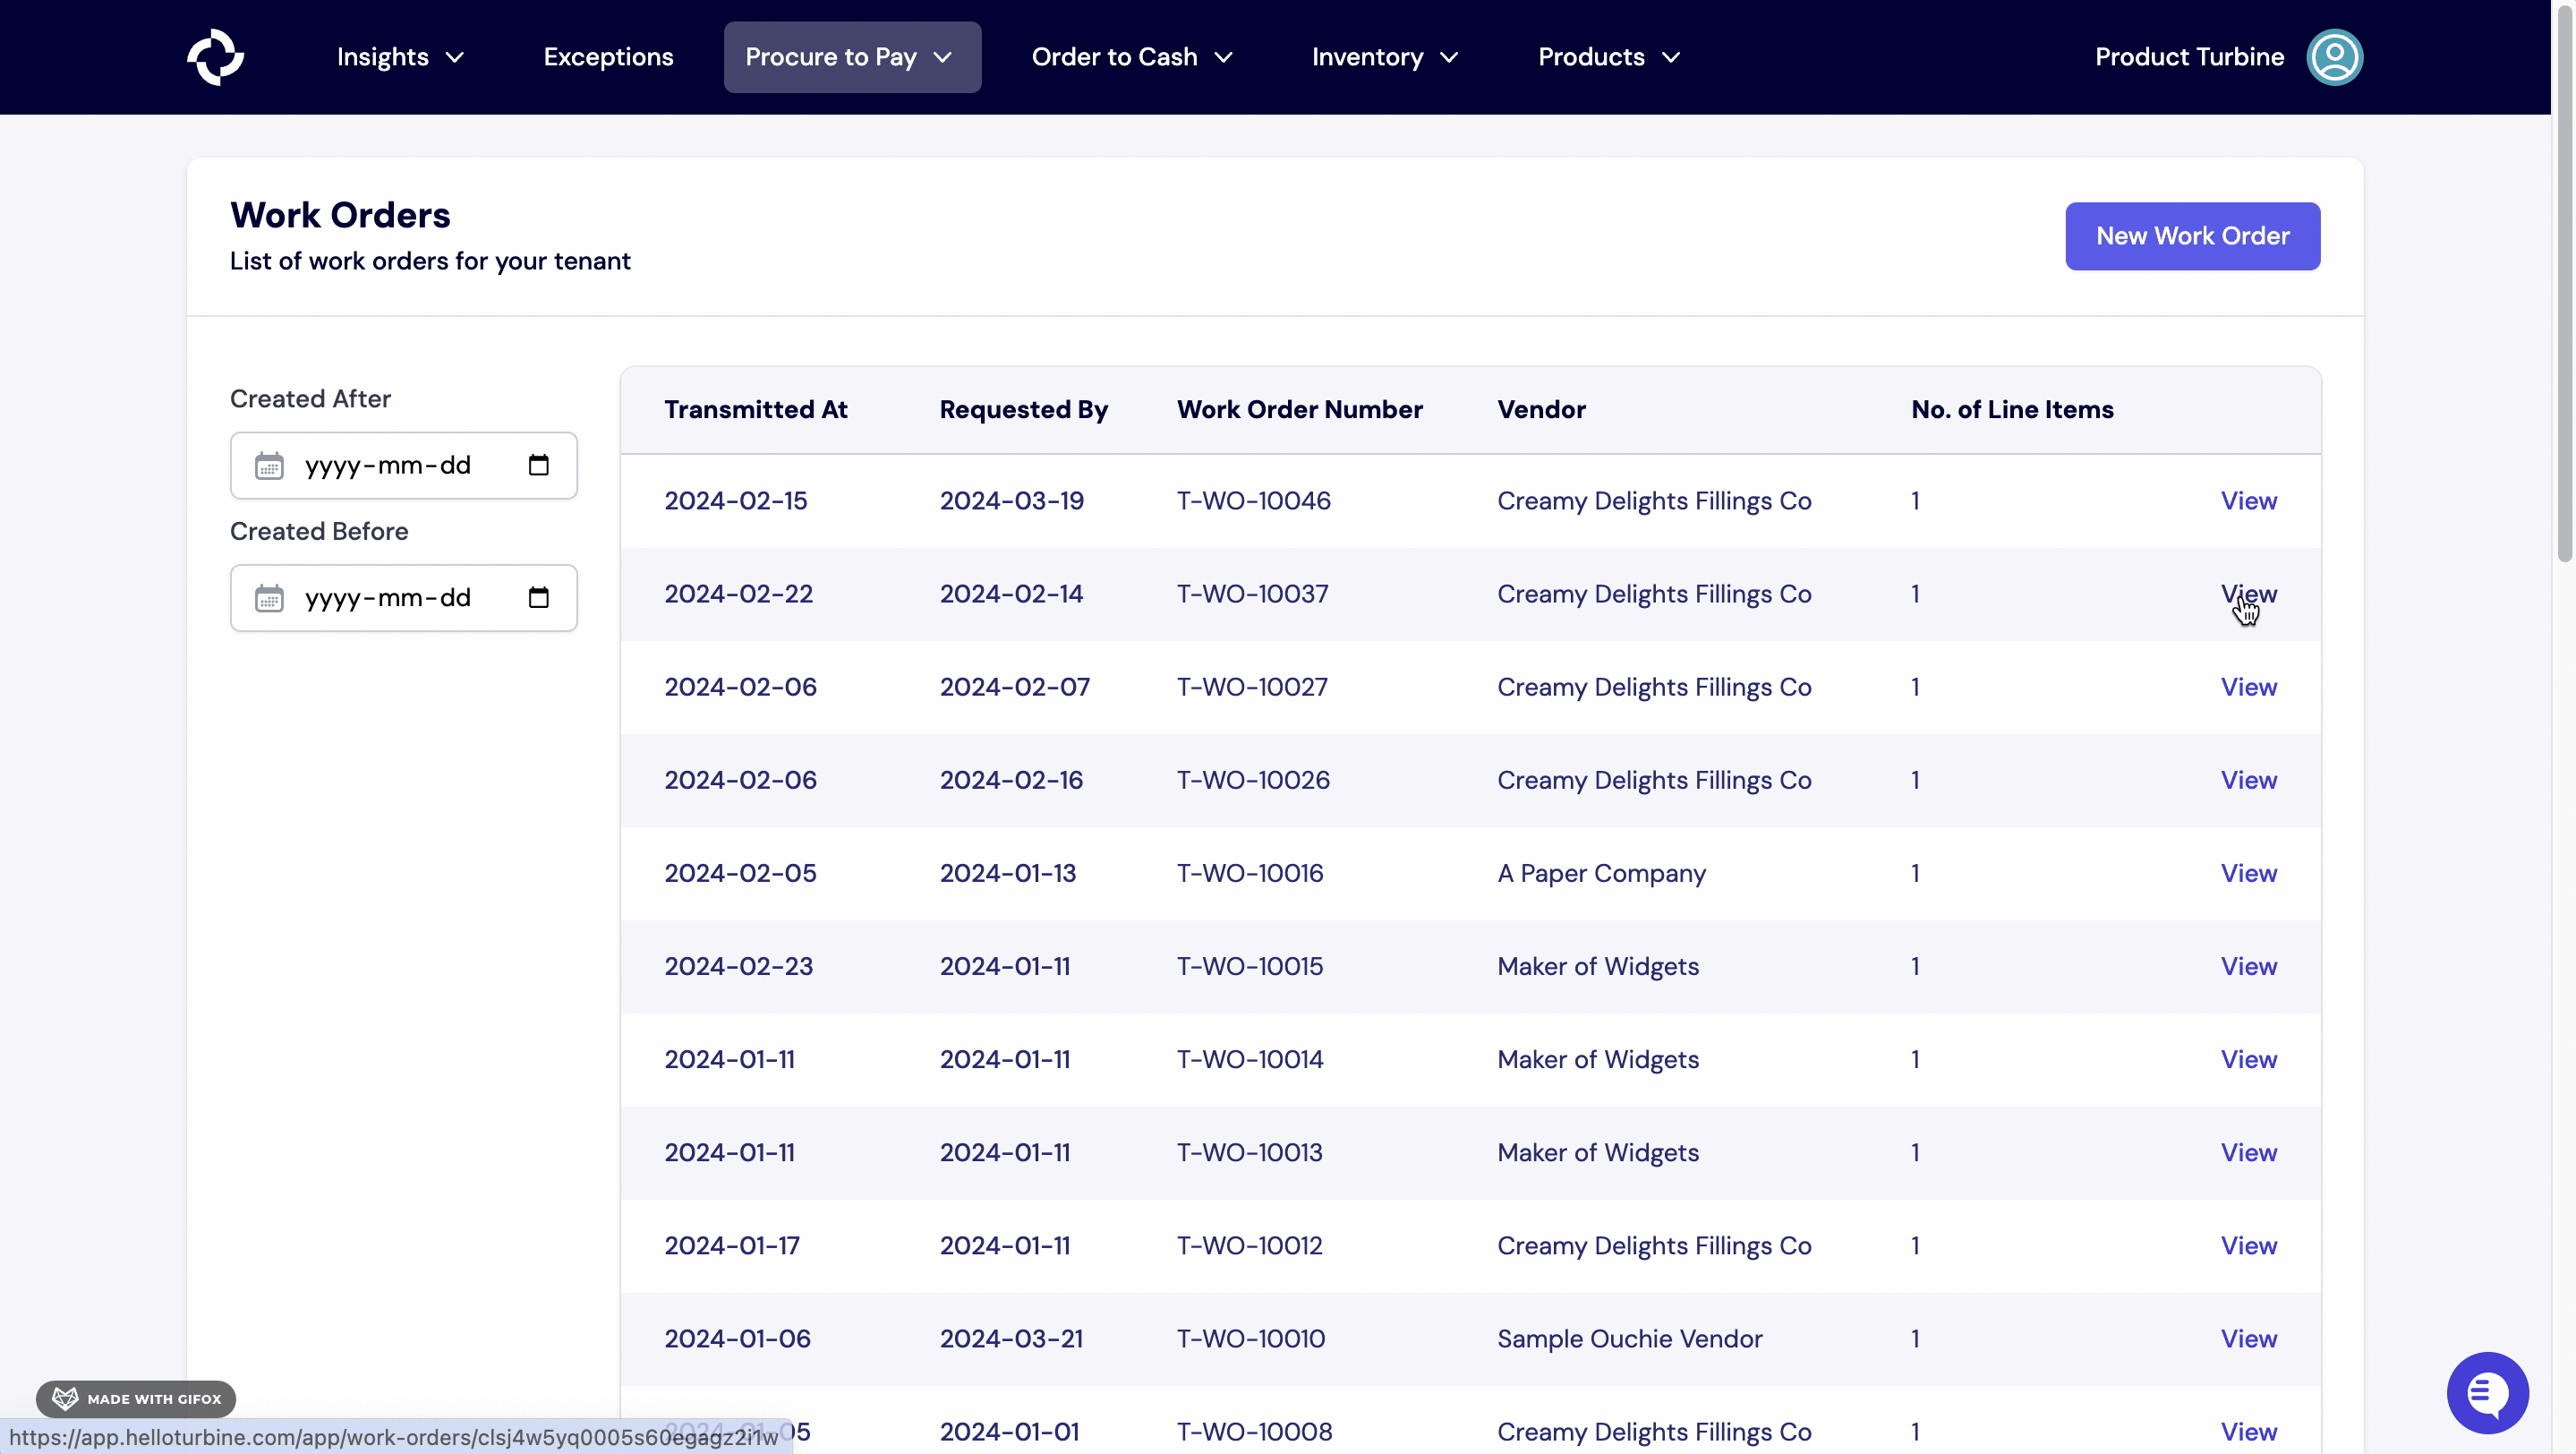 Insights Exceptions Procure to Pay Order to Cash Inventory Products Product Turbine
Work Orders
List of work orders for your tenant
New Work Order
Created After
yyyy-mm-dd
Created Before
yyyy-mm-dd
Transmitted At Requested By Work Order Number Vendor No. of Line Items
2024-02-15 2024-03-19 T-WO-10046 Creamy Delights Fillings Co 1 View
2024-02-22 2024-02-14 T-WO-10037 Creamy Delights Fillings Co 1 View
2024-02-06 2024-02-07 T-WO-10027 Creamy Delights Fillings Co 1 View
2024-02-06 2024-02-16 T-WO-10026 Creamy Delights Fillings Co 1 View
2024-02-05 2024-01-13 T-WO-10016 A Paper Company 1 View
2024-02-23 2024-01-11 T-WO-10015 Maker of Widgets 1 View
2024-01-11 2024-01-11 T-WO-10014 Maker of Widgets 1 View
2024-01-11 2024-01-11 T-WO-10013 Maker of Widgets 1 View
2024-01-17 2024-01-11 T-WO-10012 Creamy Delights Fillings Co 1 View
2024-01-06 2024-03-21 T-WO-10010 Sample Ouchie Vendor 1 View
2024-01-05 2024-01-01 T-WO-10008 Creamy Delights Fillings Co 1 View
MADE WITH GIFOX
https://app.helloturbine.com/app/work-orders/clsj4w5yq0005s60egagz2i1w